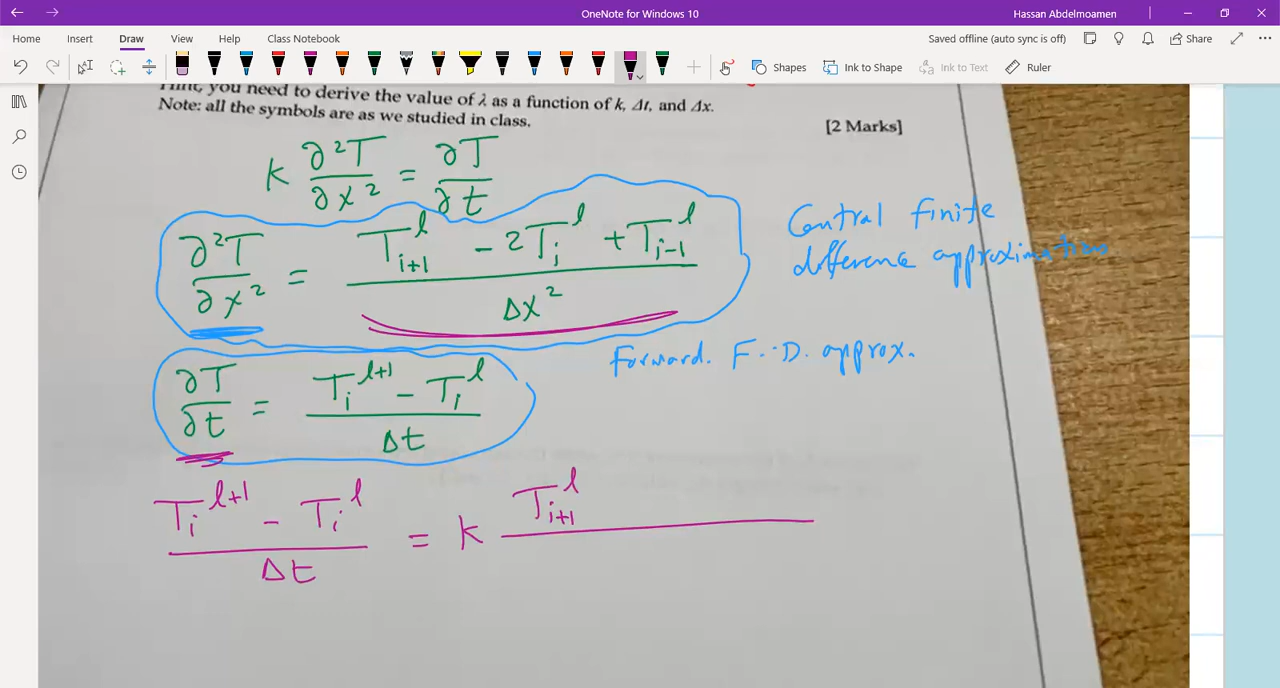 OneNote for Windows 10
Hassan Abdelmoamen
Home Insert Draw View Help Class Notebook
Saved offline (auto sync is off) Share
Shapes Ink to Shape Ink to Text Ruler
Hint, you need to derive the value of λ as a function of k, Δt, and Δx.
Note: all the symbols are as we studied in class.
[2 Marks]
k ∂²T/∂x² = ∂T/∂t
∂²T/∂x² = (T_{i+1}^l - 2T_i^l + T_{i-1}^l)/Δx²
Central finite
difference approximation
∂T/∂t = (T_i^{l+1} - T_i^l)/Δt
Forward. F.D. approx.
(T_i^{l+1} - T_i^l)/Δt = k T_{i+1}^l